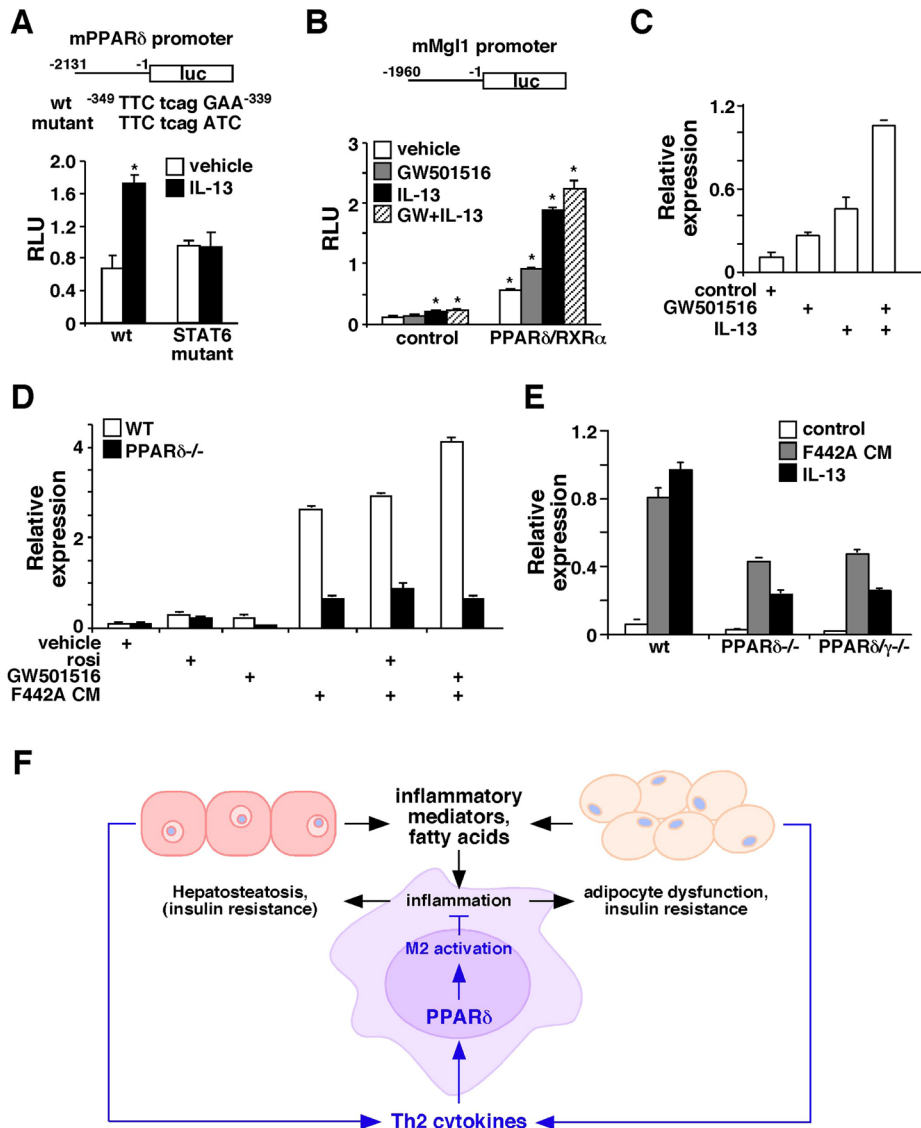 A
mPPARδ promoter
-2131 -1
luc
wt -349 TTC tcag GAA-339
mutant TTC tcag ATC
vehicle
IL-13
RLU
2.0
1.6
1.2
0.8
0.4
0
*
wt
STAT6
mutant
B
mMgl1 promoter
-1960 -1
luc
vehicle
GW501516
IL-13
GW+IL-13
RLU
3
2
1
0
* * * * * *
control
PPARδ/RXRα
C
Relative
expression
1.2
0.6
0
control +
GW501516 + +
IL-13 + +
D
WT
PPARδ-/-
Relative
expression
4
2
0
vehicle +
rosi + +
GW501516 + +
F442A CM + + +
E
control
F442A CM
IL-13
Relative
expression
1.2
0.8
0.4
0
wt
PPARδ-/-
PPARδ/γ-/-
F
inflammatory
mediators,
fatty acids
Hepatosteatosis,
(insulin resistance)
inflammation
adipocyte dysfunction,
insulin resistance
M2 activation
PPARδ
Th2 cytokines